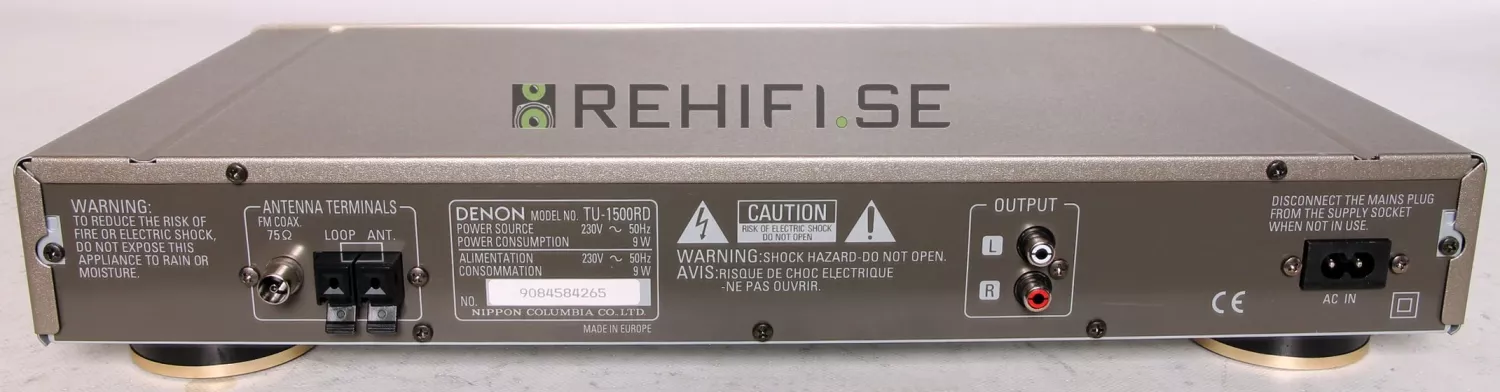 REHIFI.SE
WARNING:
TO REDUCE THE RISK OF
FIRE OR ELECTRIC SHOCK,
DO NOT EXPOSE THIS
APPLIANCE TO RAIN OR
MOISTURE.
ANTENNA TERMINALS
FM COAX.
75Ω
LOOP ANT.
DENON MODEL NO. TU-1500RD
POWER SOURCE 230V ~ 50Hz
POWER CONSUMPTION 9W
ALIMENTATION 230V ~ 50Hz
CONSOMMATION 9W
NO. 9084584265
NIPPON COLUMBIA CO.LTD.
MADE IN EUROPE
CAUTION
RISK OF ELECTRIC SHOCK
DO NOT OPEN
WARNING:SHOCK HAZARD-DO NOT OPEN.
AVIS:RISQUE DE CHOC ELECTRIQUE
-NE PAS OUVRIR.
OUTPUT
L
R
DISCONNECT THE MAINS PLUG
FROM THE SUPPLY SOCKET
WHEN NOT IN USE.
AC IN
CE